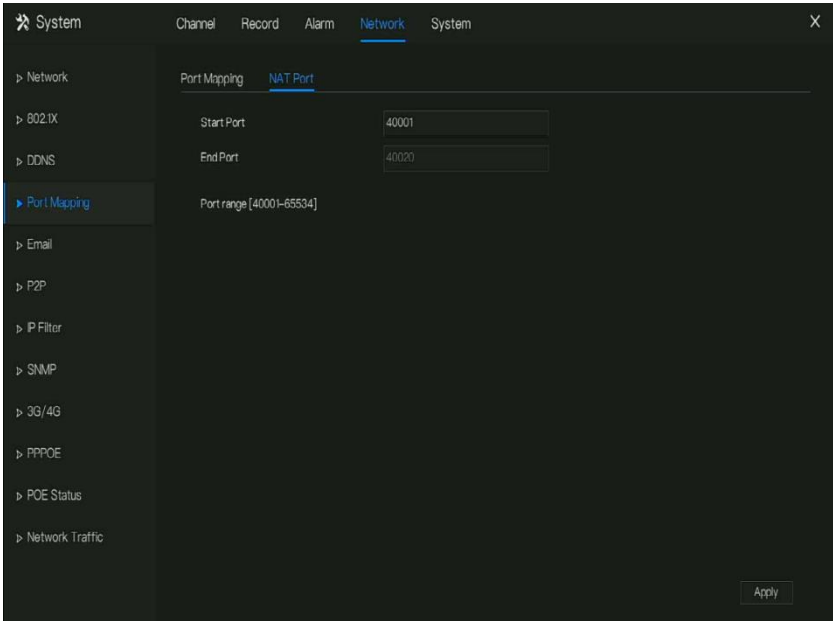 System
Channel Record Alarm Network System X
Network
802.1X
DDNS
Port Mapping
Email
P2P
IP Filter
SNMP
3G/4G
PPPOE
POE Status
Network Traffic
Port Mapping NAT Port
Start Port 40001
End Port 40020
Port range [40001-65534]
Apply